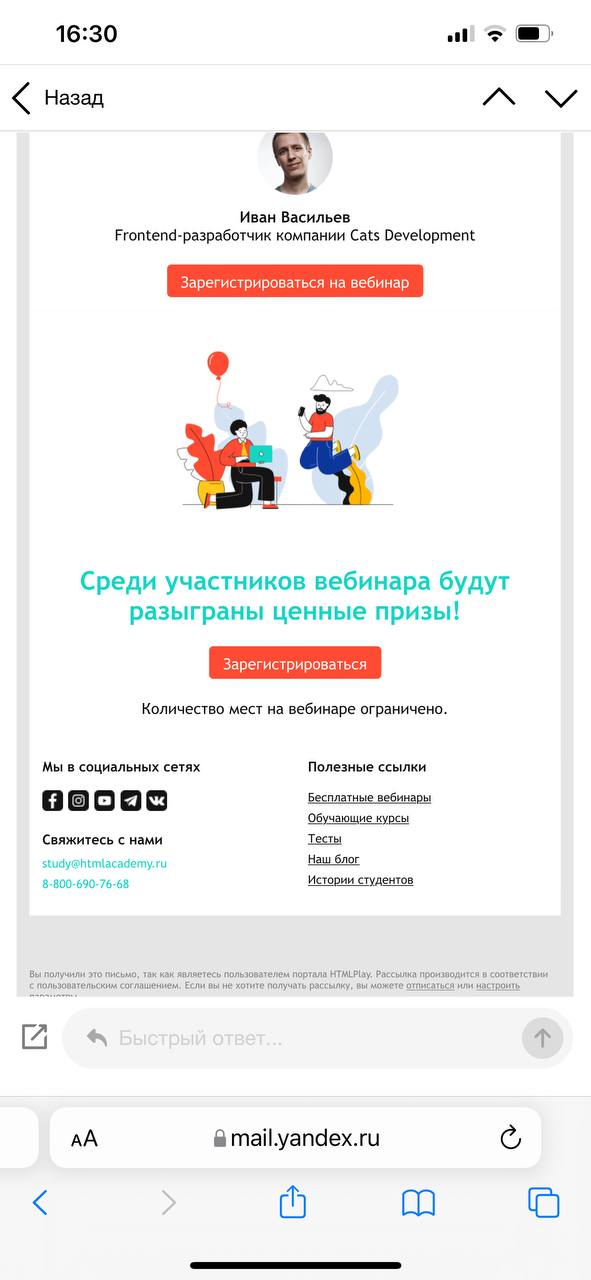 16:30
Назад
Иван Васильев
Frontend-разработчик компании Cats Development
Зарегистрироваться на вебинар
Среди участников вебинара будут
разыграны ценные призы!
Зарегистрироваться
Количество мест на вебинаре ограничено.
Мы в социальных сетях
Свяжитесь с нами
study@htmlacademy.ru
8-800-690-76-68
Полезные ссылки
Бесплатные вебинары
Обучающие курсы
Тесты
Наш блог
Истории студентов
Вы получили это письмо, так как являетесь пользователем портала HTMLPlay. Рассылка производится в соответствии
с пользовательским соглашением. Если вы не хотите получать рассылку, вы можете отписаться или настроить
Быстрый ответ...
AA
mail.yandex.ru